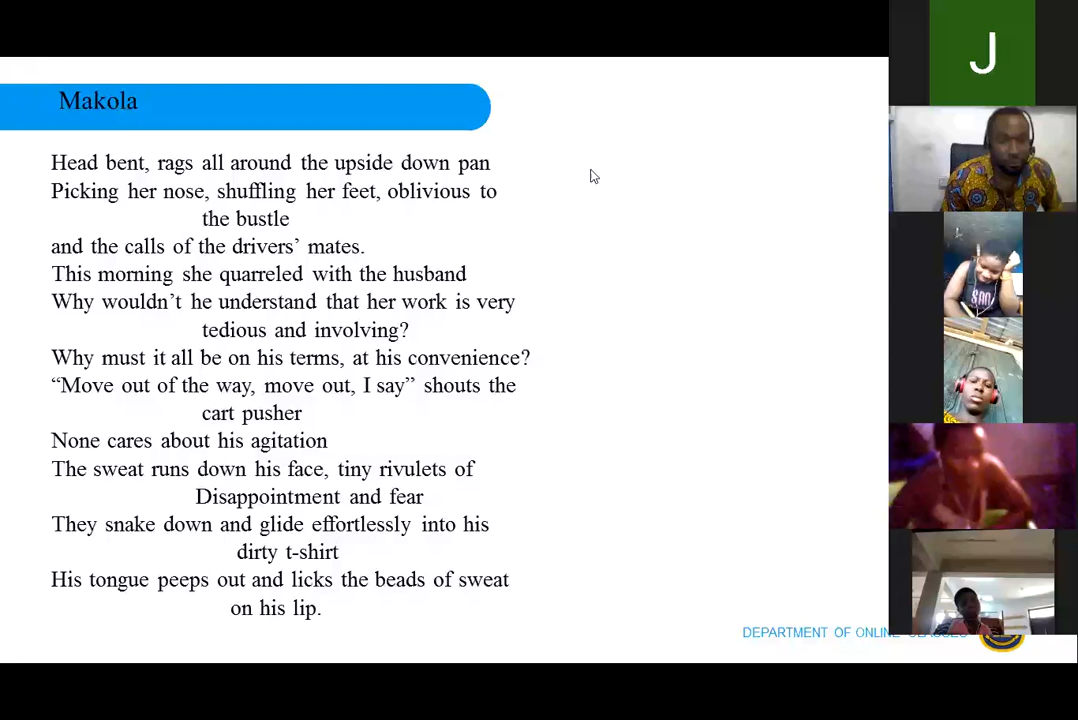 Makola
Head bent, rags all around the upside down pan
Picking her nose, shuffling her feet, oblivious to
the bustle
and the calls of the drivers’ mates.
This morning she quarreled with the husband
Why wouldn’t he understand that her work is very
tedious and involving?
Why must it all be on his terms, at his convenience?
“Move out of the way, move out, I say” shouts the
cart pusher
None cares about his agitation
The sweat runs down his face, tiny rivulets of
Disappointment and fear
They snake down and glide effortlessly into his
dirty t-shirt
His tongue peeps out and licks the beads of sweat
on his lip.
DEPARTMENT OF ONLINE CLASSES
J